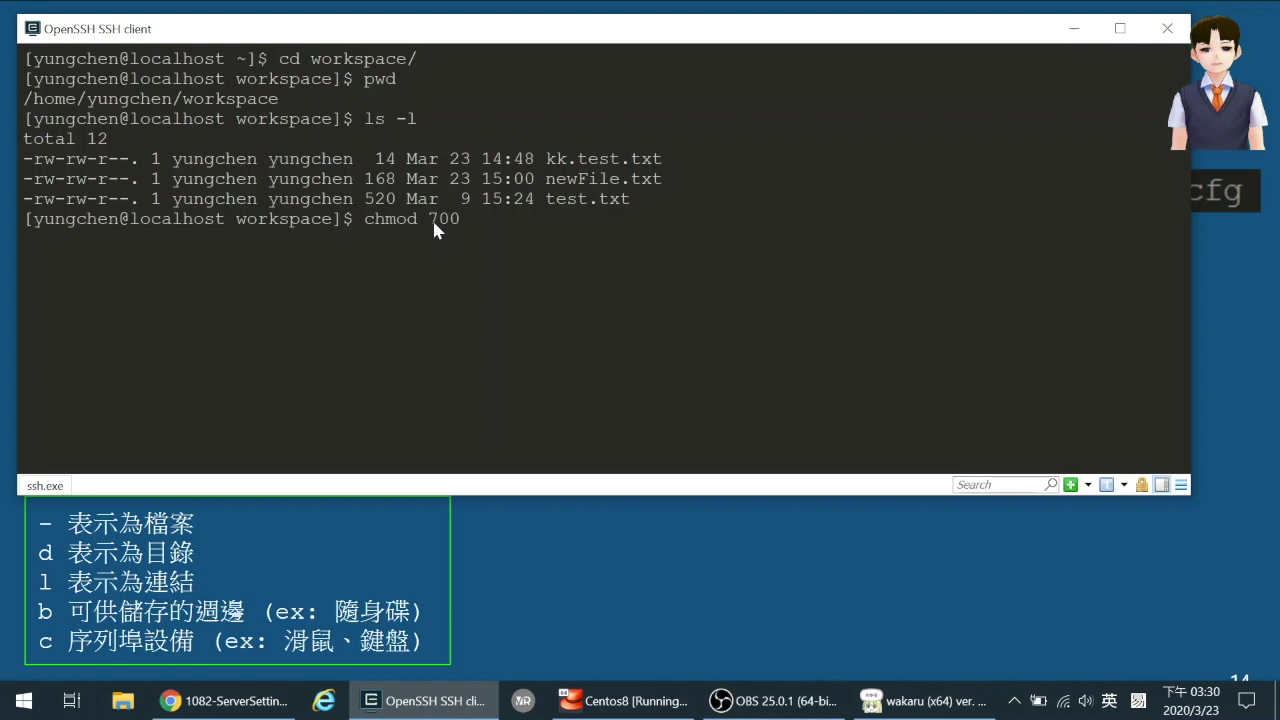 OpenSSH SSH client
[yungchen@localhost ~]$ cd workspace/
[yungchen@localhost workspace]$ pwd
/home/yungchen/workspace
[yungchen@localhost workspace]$ ls -l
total 12
-rw-rw-r--. 1 yungchen yungchen  14 Mar 23 14:48 kk.test.txt
-rw-rw-r--. 1 yungchen yungchen 168 Mar 23 15:00 newFile.txt
-rw-rw-r--. 1 yungchen yungchen 520 Mar  9 15:24 test.txt
[yungchen@localhost workspace]$ chmod 700
cfg
ssh.exe
Search
- 表示為檔案
d 表示為目錄
l 表示為連結
b 可供儲存的週邊 (ex: 隨身碟)
c 序列埠設備 (ex: 滑鼠、鍵盤)
14
1082-ServerSettin...
OpenSSH SSH cli...
Centos8 [Running...
OBS 25.0.1 (64-bi...
wakaru (x64) ver. ...
英
下午 03:30
2020/3/23